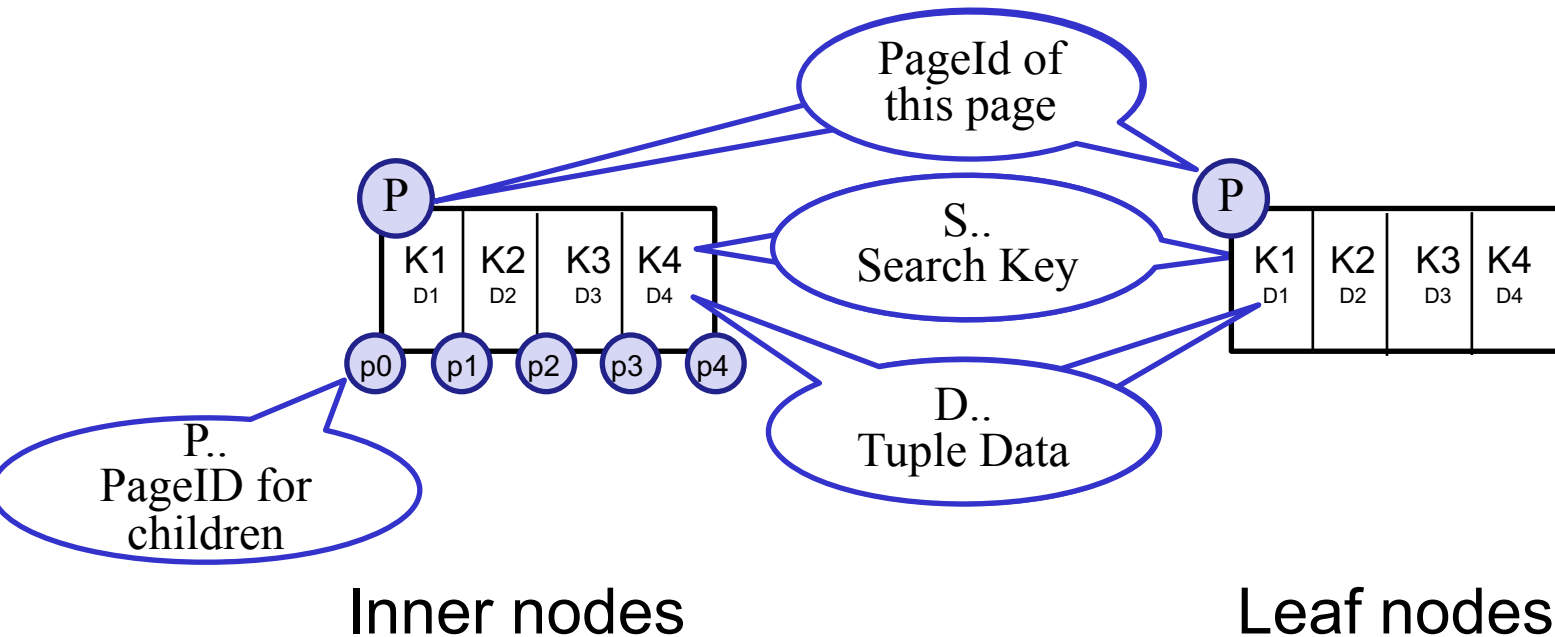 PageId of
this page
P
P
S..
Search Key
K1 K2 K3 K4
D1 D2 D3 D4
K1 K2 K3 K4
D1 D2 D3 D4
p0 p1 p2 p3 p4
D..
Tuple Data
P..
PageID for
children
Inner nodes
Leaf nodes